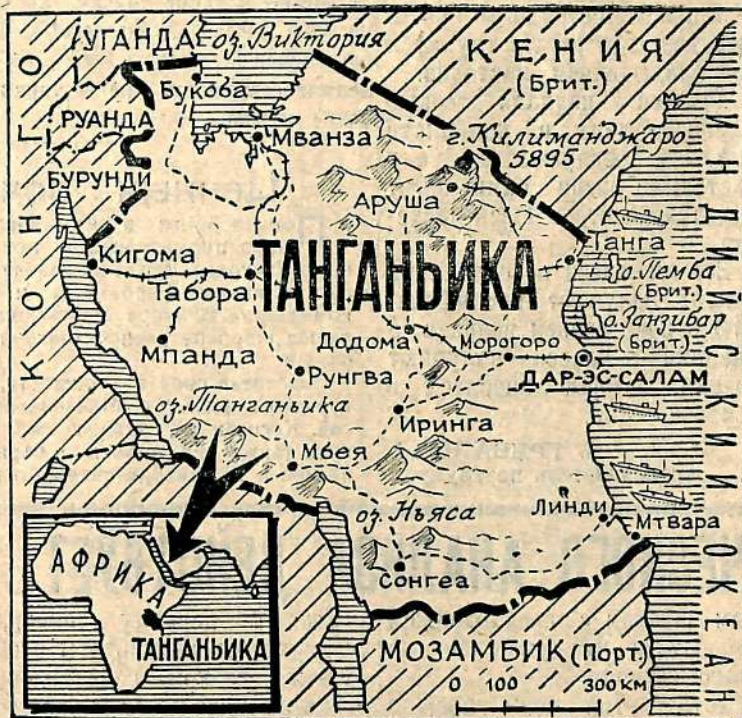 УГАНДА
оз. Виктория
КЕНИЯ
(Брит.)
Букоба
РУАНДА
Мванза
г. Килиманджаро
5895
БУРУНДИ
Аруша
КОНГО
Кигома
Табора
ТАНГАНЬИКА
Танга
о. Пемба
(Брит.)
о. Занзибар
(Брит.)
Мпанда
Додома
Морогоро
ДАР-ЭС-САЛАМ
Рунгва
оз. Танганьика
Иринга
Мбея
оз. Ньяса
Линди
Мтвара
Сонгеа
ИНДИЙСКИЙ ОКЕАН
АФРИКА
ТАНГАНЬИКА
МОЗАМБИК (Порт.)
0 100 300 км